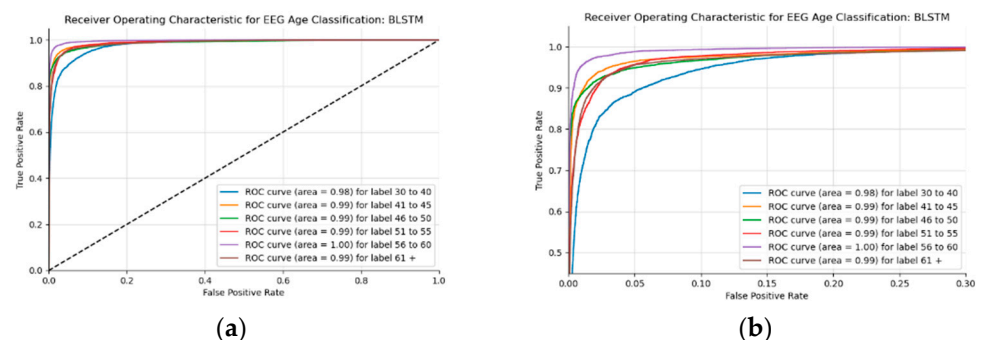 Receiver Operating Characteristic for EEG Age Classification: BLSTM
True Positive Rate
1.0
0.8
0.6
0.4
0.2
0.0
ROC curve (area = 0.98) for label 30 to 40
ROC curve (area = 0.99) for label 41 to 45
ROC curve (area = 0.99) for label 46 to 50
ROC curve (area = 0.99) for label 51 to 55
ROC curve (area = 1.00) for label 56 to 60
ROC curve (area = 0.99) for label 61 +
0.0 0.2 0.4 0.6 0.8 1.0
False Positive Rate
(a)
Receiver Operating Characteristic for EEG Age Classification: BLSTM
True Positive Rate
1.0
0.9
0.8
0.7
0.6
0.5
ROC curve (area = 0.98) for label 30 to 40
ROC curve (area = 0.99) for label 41 to 45
ROC curve (area = 0.99) for label 46 to 50
ROC curve (area = 0.99) for label 51 to 55
ROC curve (area = 1.00) for label 56 to 60
ROC curve (area = 0.99) for label 61 +
0.00 0.05 0.10 0.15 0.20 0.25 0.30
False Positive Rate
(b)